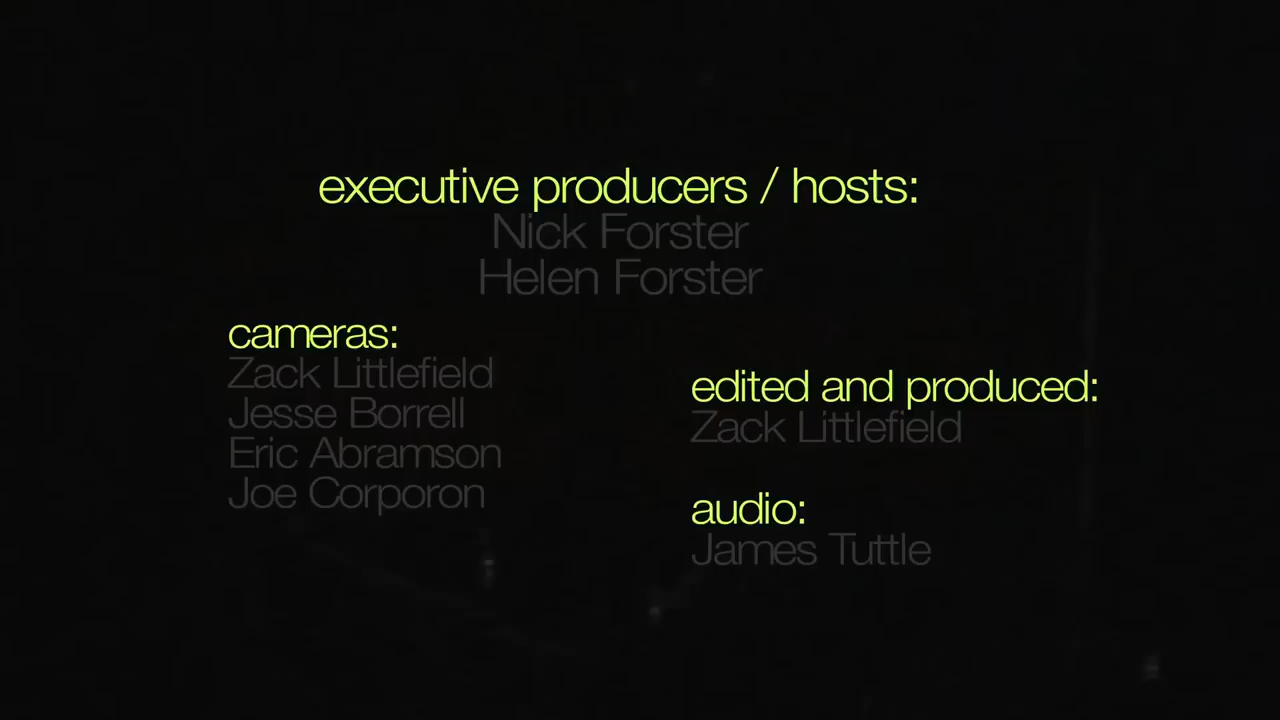 executive producers / hosts:
Nick Forster
Helen Forster
cameras:
Zack Littlefield
Jesse Borrell
Eric Abramson
Joe Corporon
edited and produced:
Zack Littlefield
audio:
James Tuttle